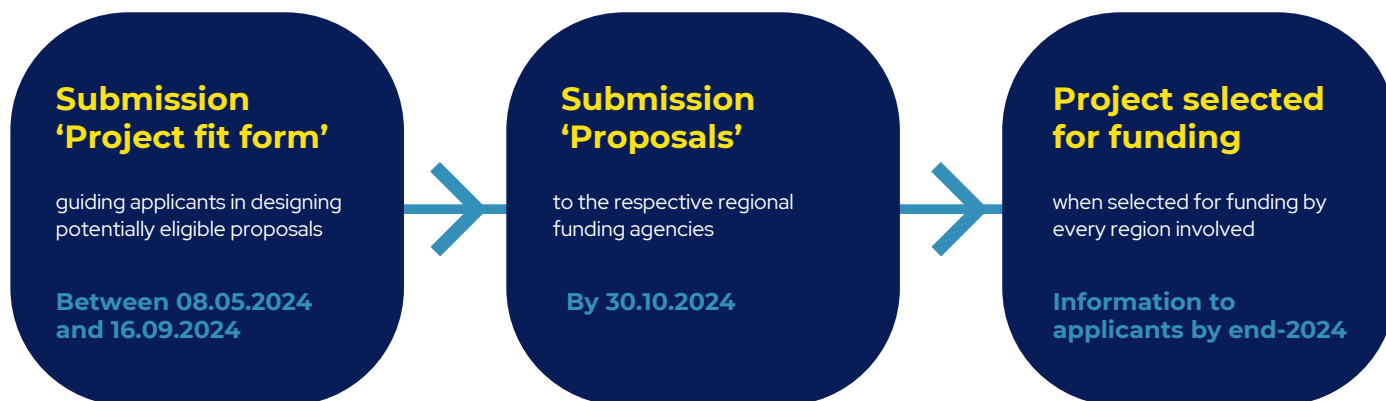 Submission
‘Project fit form’
guiding applicants in designing
potentially eligible proposals
Between 08.05.2024
and 16.09.2024
Submission
‘Proposals’
to the respective regional
funding agencies
By 30.10.2024
Project selected
for funding
when selected for funding by
every region involved
Information to
applicants by end-2024